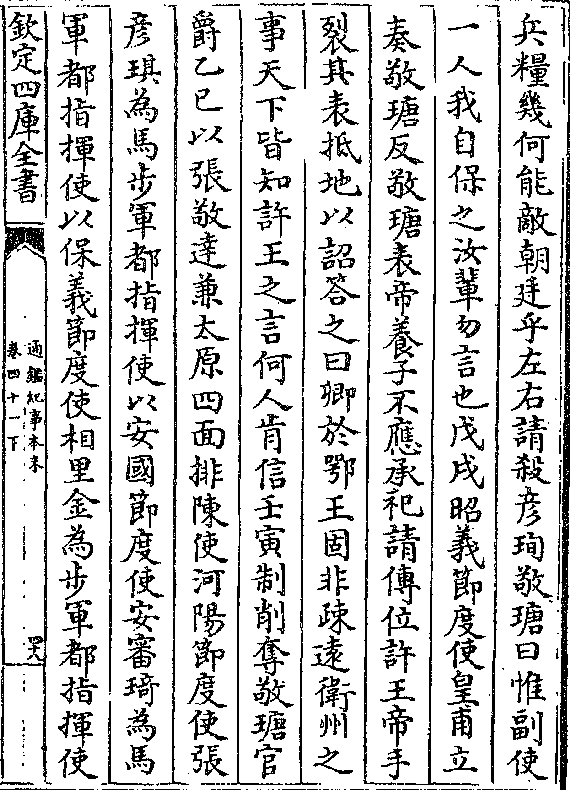 兵糧幾何能敵朝廷乎左右請殺彦珣敬瑭曰惟副使
一人我自保之汝輩勿言也戊戌昭義節度使皇甫立
奏敬瑭反敬瑭表帝養子不應承祀請傳位許王帝手
裂其表抵地以詔答之曰卿於鄂王固非疎遠衛州之
事天下皆知許王之言何人肯信壬寅制削奪敬瑭官
爵乙巳以張敬達兼太原四面排陳使河陽節度使張
彦琪為馬步軍都指揮使以安國節度使安審琦為馬
軍都指揮使以保義節度使相里金為步軍都指揮使
欽定四庫全書
通鑑紀事本末
卷四十一下
四九